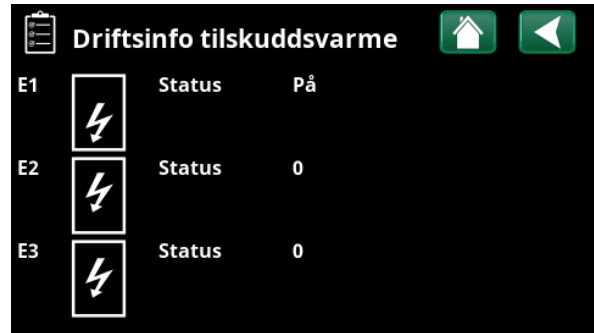 Driftsinfo tilskuddsvarme
E1 Status På
E2 Status 0
E3 Status 0